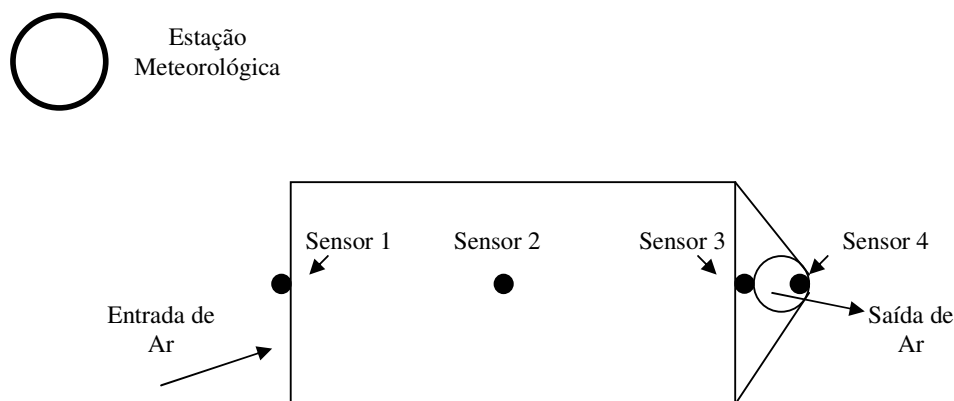 Estação
Meteorológica
Sensor 1
Sensor 2
Sensor 3
Sensor 4
Entrada de
Ar
Saída de
Ar